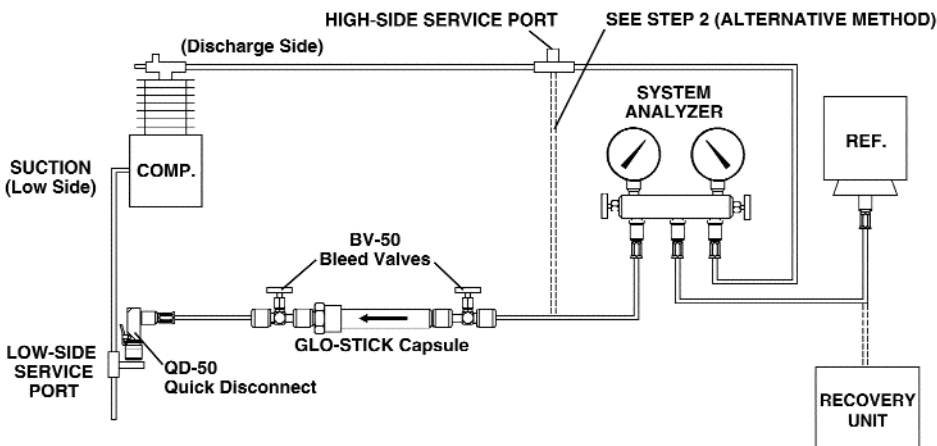 HIGH-SIDE SERVICE PORT
SEE STEP 2 (ALTERNATIVE METHOD)
(Discharge Side)
SYSTEM
ANALYZER
REF.
SUCTION
(Low Side)
COMP.
BV-50
Bleed Valves
GLO-STICK Capsule
LOW-SIDE
SERVICE
PORT
QD-50
Quick Disconnect
RECOVERY
UNIT